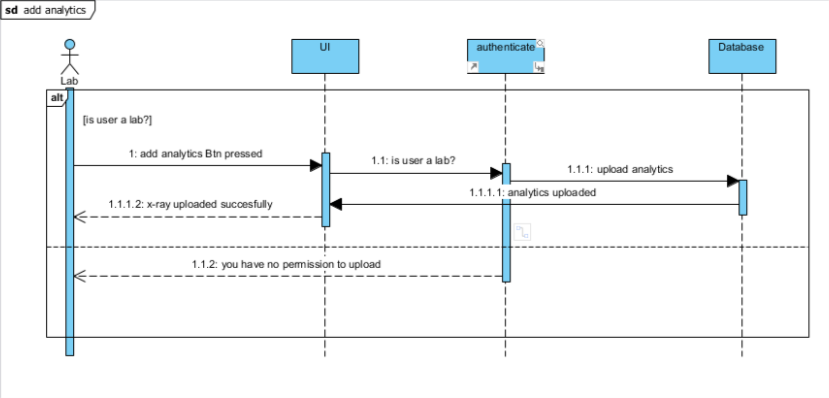 sd add analytics
UI
authenticate
Database
Lab
alt
[is user a lab?]
1: add analytics Btn pressed
1.1: is user a lab?
1.1.1: upload analytics
1.1.1.1: analytics uploaded
1.1.1.2: x-ray uploaded succesfully
1.1.2: you have no permission to upload